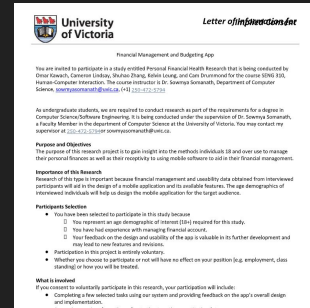 University
of Victoria
Letter of
Financial Management and Budgeting App
You are invited to participate in a study entitled Personal Financial Health Research that is being conducted by
Omar Kawach, Cameron Lindsay, Shuhao Zhang, Kelvin Leung, and Cam Drummond for the course SENG 310,
Human-Computer Interaction. The course instructor is Dr. Sowmya Somanath, Department of Computer
Science, sowmyasomanath@uvic.ca, (+1) 250-472-5794
As undergraduate students, we are required to conduct research as part of the requirements for a degree in
Computer Science/Software Engineering. It is being conducted under the supervision of Dr. Sowmya Somanath,
a Faculty Member in the department of Computer Science at the University of Victoria. You may contact my
supervisor at 250-472-5794or sowmyasomanath@uvic.ca.
Purpose and Objectives
The purpose of this research project is to gain insight into the methods individuals 18 and over use to manage
their personal finances as well as their receptivity to using mobile software to aid in their financial management.
Importance of this Research
Research of this type is important because financial management and useability data obtained from interviewed
participants will aid in the design of a mobile application and its available features. The age demographics of
interviewed individuals will help us design the mobile application for the target audience.
Participants Selection
● You have been selected to participate in this study because
You represent an age demographic of interest (18+) required for this study.
You have had experience with managing financial account.
Your feedback on the design and usability of the app is valuable in its further development and
may lead to new features and revisions.
● Participation in this project is entirely voluntary.
● Whether you choose to participate or not will have no effect on your position (e.g. employment, class
standing) or how you will be treated.
What is involved
If you consent to voluntarily participate in this research, your participation will include:
● Completing a few selected tasks using our system and providing feedback on the app's overall design
and implementation.